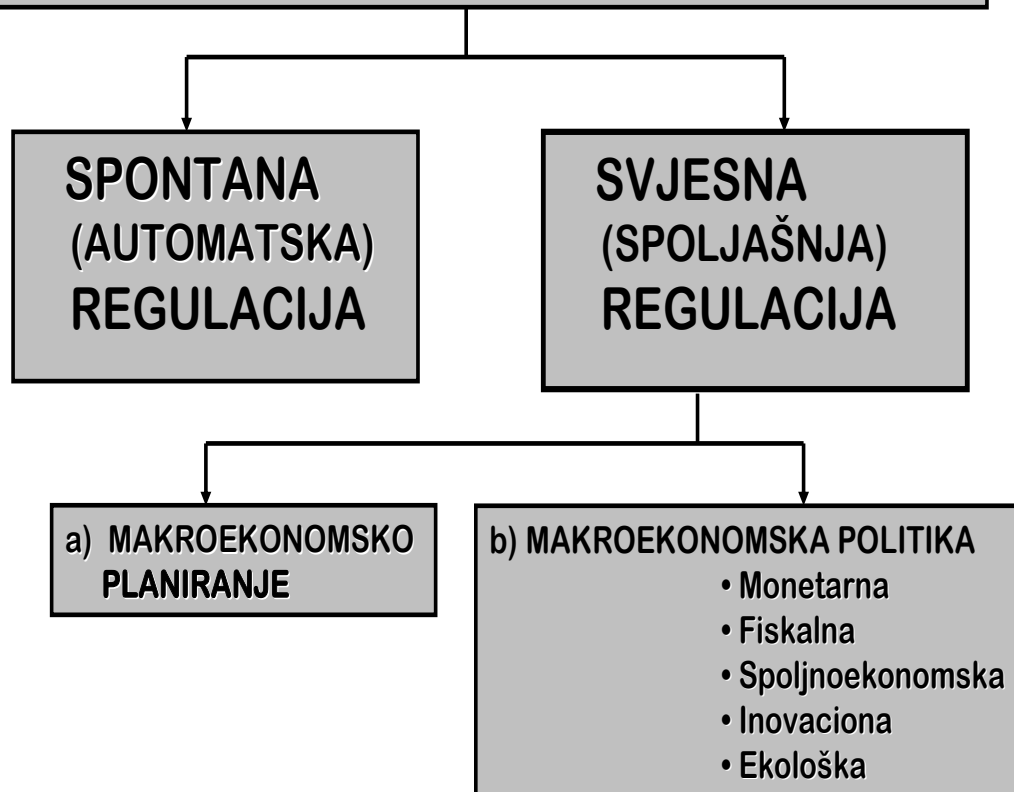 SPONTANA
(AUTOMATSKA)
REGULACIJA
SVJESNA
(SPOLJAŠNJA)
REGULACIJA
a) MAKROEKONOMSKO
PLANIRANJE
b) MAKROEKONOMSKA POLITIKA
• Monetarna
• Fiskalna
• Spoljnoekonomska
• Inovaciona
• Ekološka